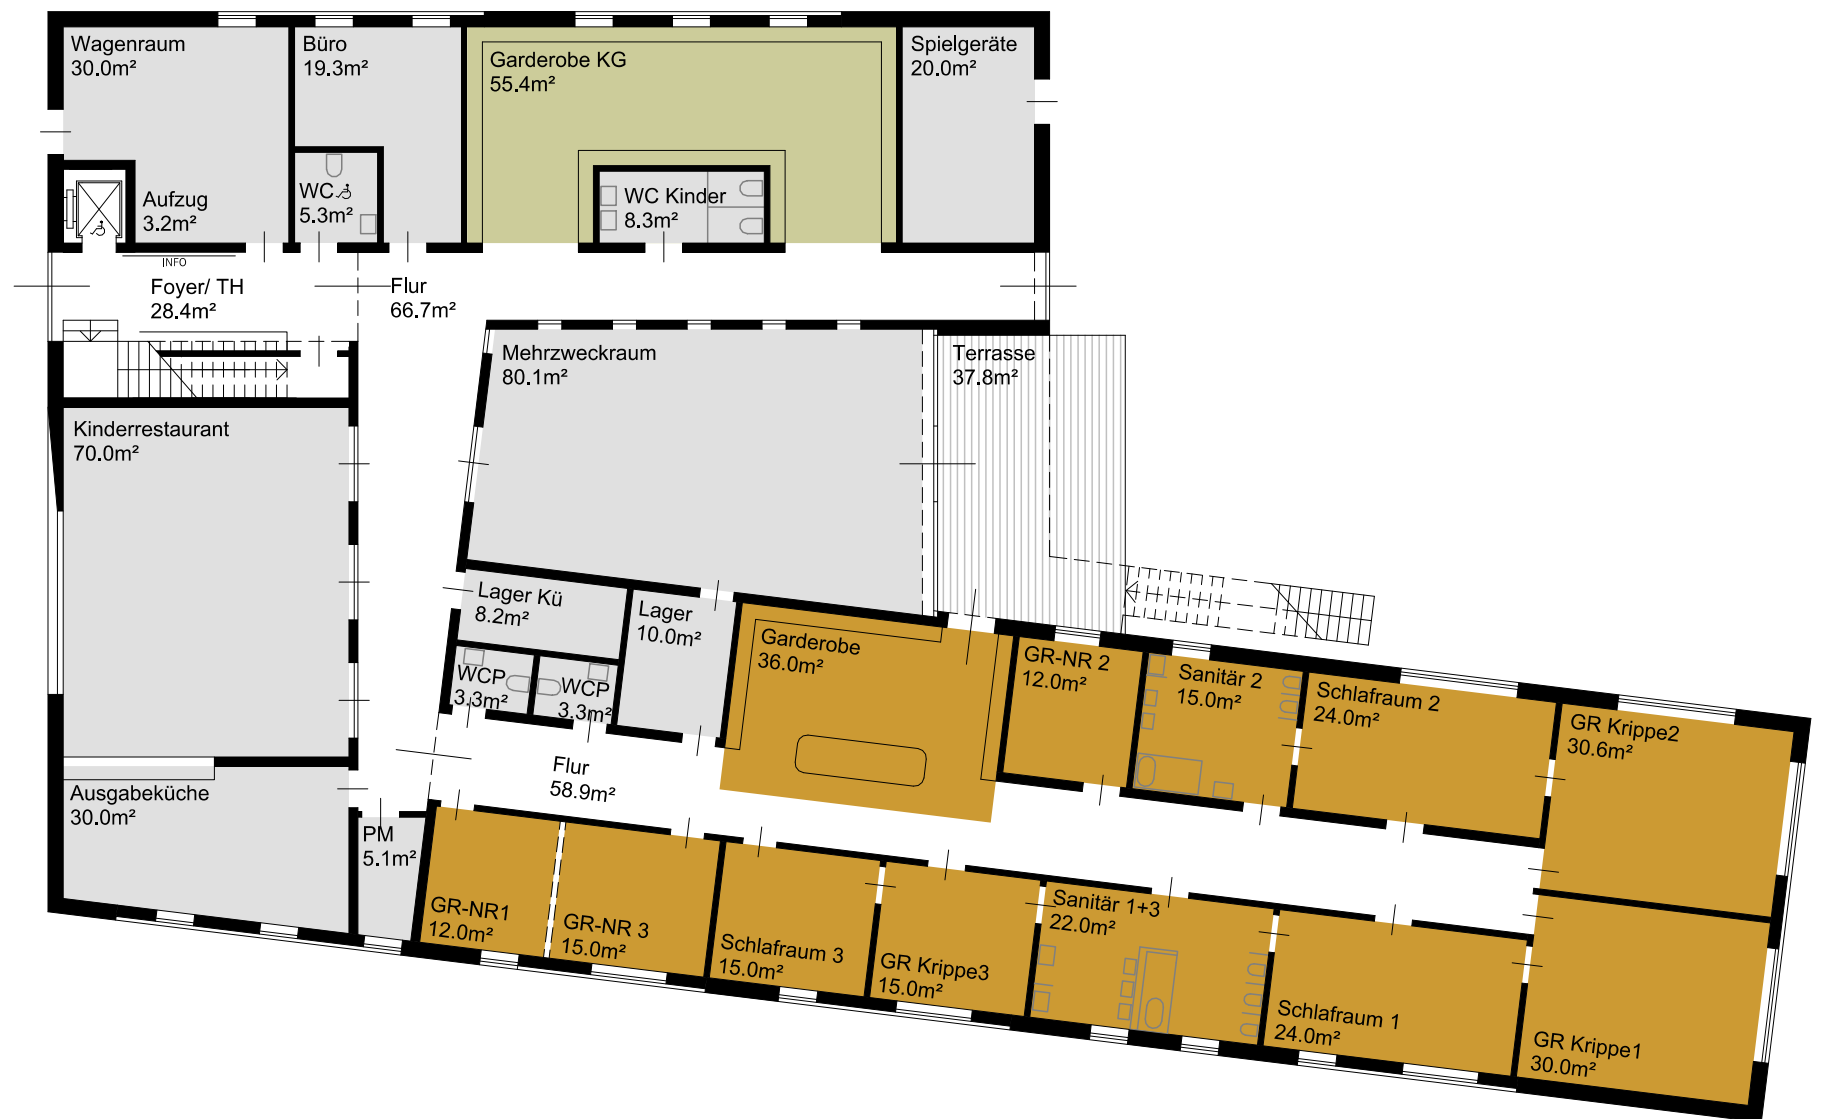 Wagenraum
30.0m²
Büro
19.3m²
Garderobe KG
55.4m²
Spielgeräte
20.0m²
Aufzug
3.2m²
WC
5.3m²
WC Kinder
8.3m²
INFO
Foyer/ TH
28.4m²
Flur
66.7m²
Mehrzweckraum
80.1m²
Terrasse
37.8m²
Kinderrestaurant
70.0m²
Lager Kü
8.2m²
Lager
10.0m²
Garderobe
36.0m²
GR-NR 2
12.0m²
Sanitär 2
15.0m²
Schlafraum 2
24.0m²
GR Krippe2
30.6m²
WCP
3.3m²
WCP
3.3m²
Flur
58.9m²
Ausgabeküche
30.0m²
PM
5.1m²
GR-NR1
12.0m²
GR-NR 3
15.0m²
Schlafraum 3
15.0m²
GR Krippe3
15.0m²
Sanitär 1+3
22.0m²
Schlafraum 1
24.0m²
GR Krippe1
30.0m²